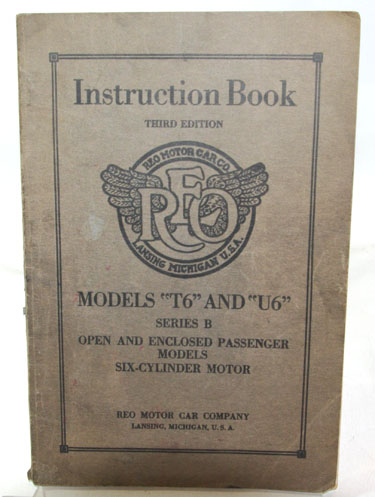 Instruction Book
THIRD EDITION
REO MOTOR CAR CO.
REO
LANSING MICHIGAN U.S.A.
MODELS "T6" AND "U6"
SERIES B
OPEN AND ENCLOSED PASSENGER
MODELS
SIX-CYLINDER MOTOR
REO MOTOR CAR COMPANY
LANSING, MICHIGAN, U. S. A.